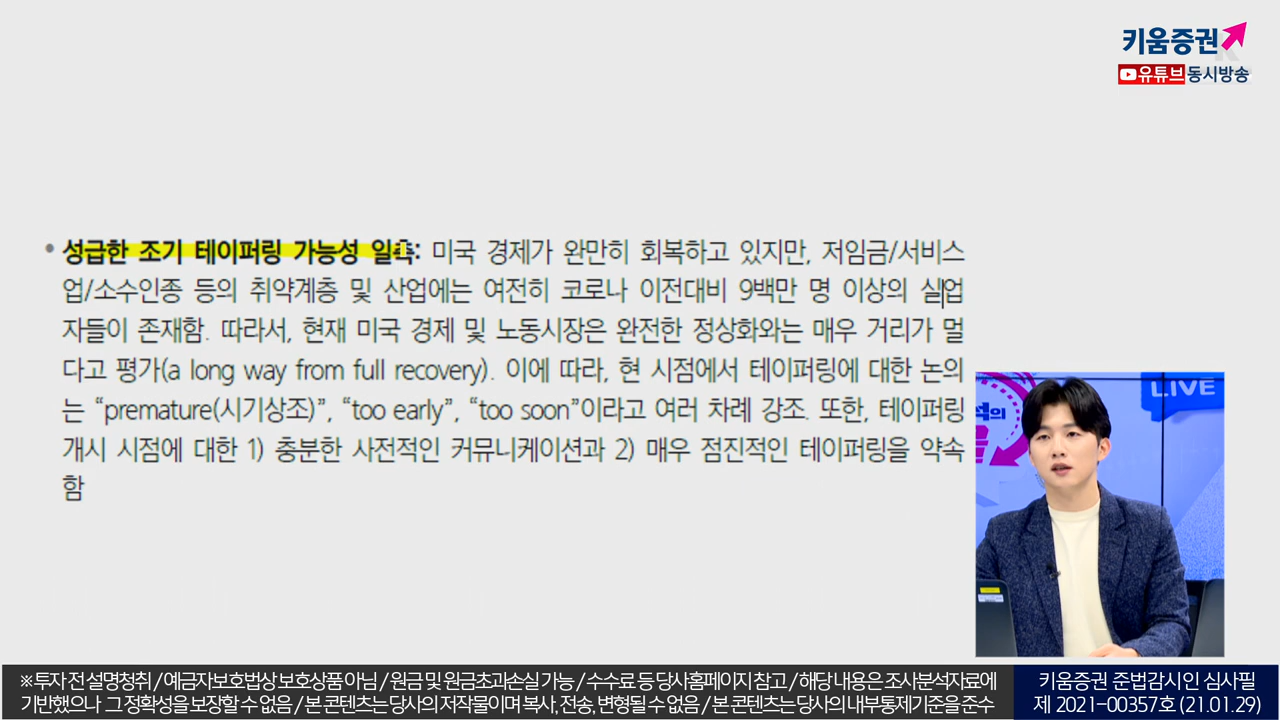 키움증권
유튜브동시방송
• 성급한 조기 테이퍼링 가능성 일축: 미국 경제가 완만히 회복하고 있지만, 저임금/서비스
업/소수인종 등의 취약계층 및 산업에는 여전히 코로나 이전대비 9백만 명 이상의 실업
자들이 존재함. 따라서, 현재 미국 경제 및 노동시장은 완전한 정상화와는 매우 거리가 멀
다고 평가(a long way from full recovery). 이에 따라, 현 시점에서 테이퍼링에 대한 논의
는 “premature(시기상조)”, “too early”, “too soon”이라고 여러 차례 강조. 또한, 테이퍼링
개시 시점에 대한 1) 충분한 사전적인 커뮤니케이션과 2) 매우 점진적인 테이퍼링을 약속
함
LIVE
석의
※투자 전 설명청취 / 예금자보호법상 보호상품 아님 / 원금 및 원금초과손실 가능 / 수수료 등 당사홈페이지 참고 / 해당 내용은 조사분석자료에
기반했으나 그 정확성을 보장할 수 없음 / 본 콘텐츠는 당사의 저작물이며 복사, 전송, 변형될 수 없음 / 본 콘텐츠는 당사의 내부통제기준을 준수
키움증권 준법감시인 심사필
제 2021-00357호 (21.01.29)